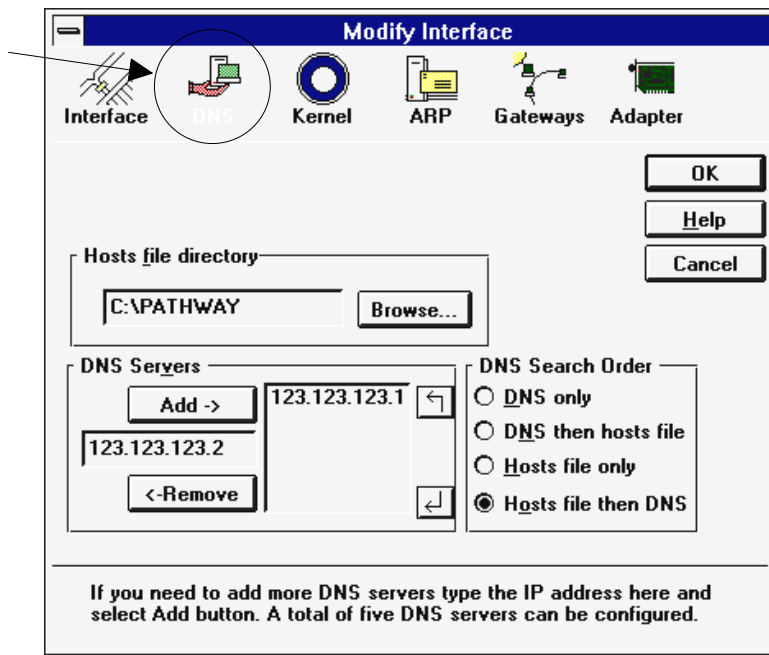 Modify Interface
Interface DNS Kernel ARP Gateways Adapter
OK
Help
Cancel
Hosts file directory
C:\PATHWAY Browse...
DNS Servers
Add ->
123.123.123.2
<-Remove
123.123.123.1
DNS Search Order
DNS only
DNS then hosts file
Hosts file only
Hosts file then DNS
If you need to add more DNS servers type the IP address here and
select Add button. A total of five DNS servers can be configured.